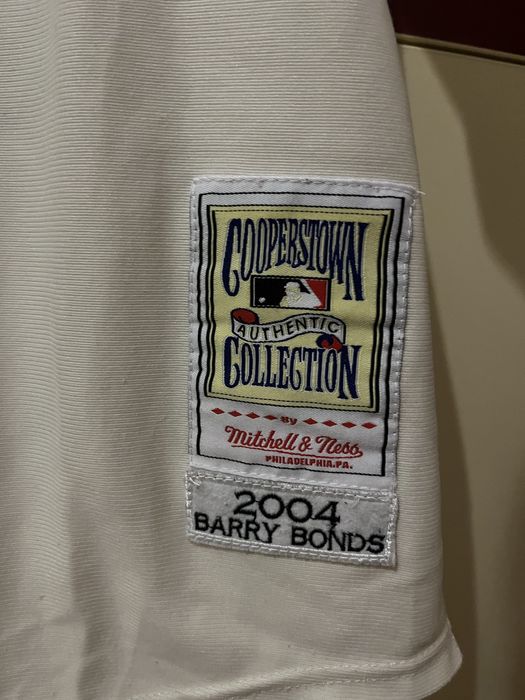 COOPERSTOWN
AUTHENTIC
COLLECTION
By
Mitchell & Ness
PHILADELPHIA.PA.
2004
BARRY BONDS